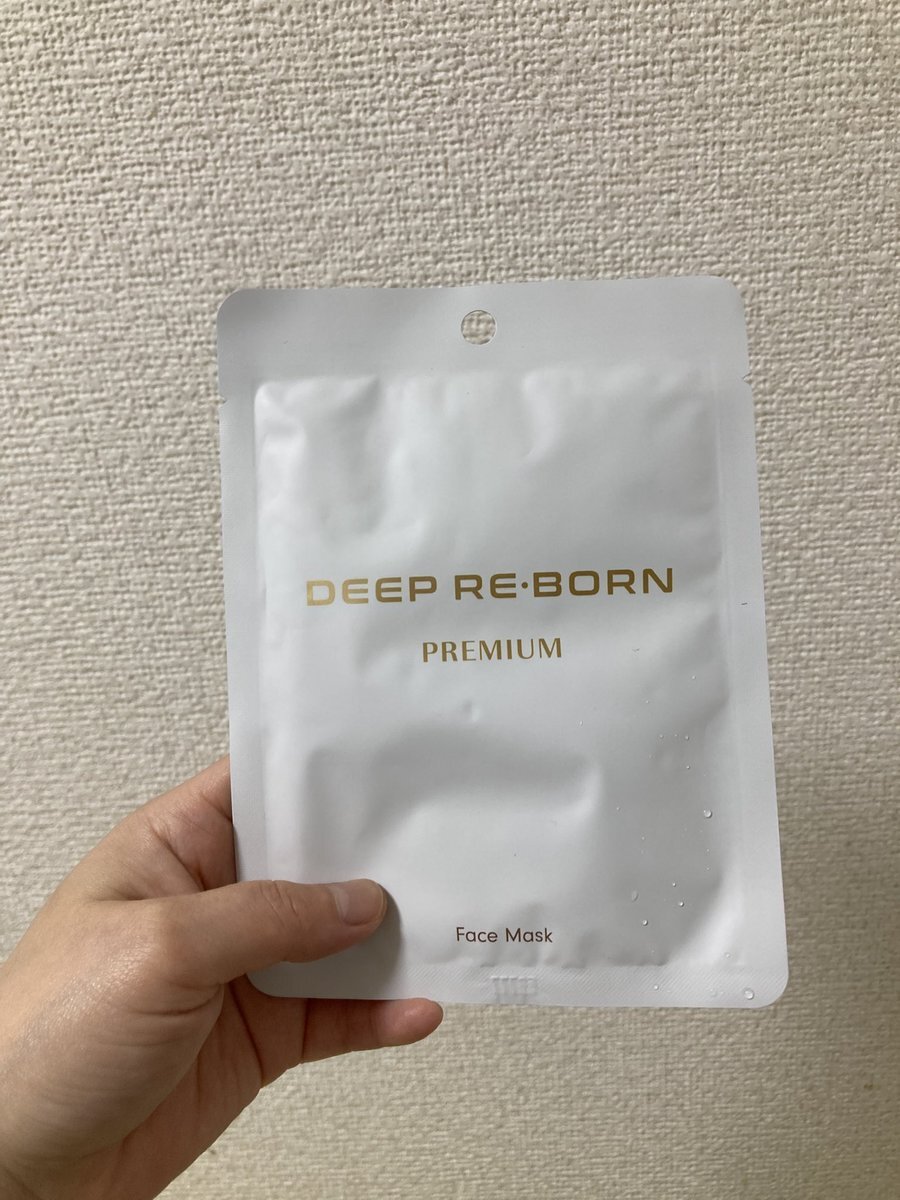 DEEP RE·BORN
PREMIUM
Face Mask